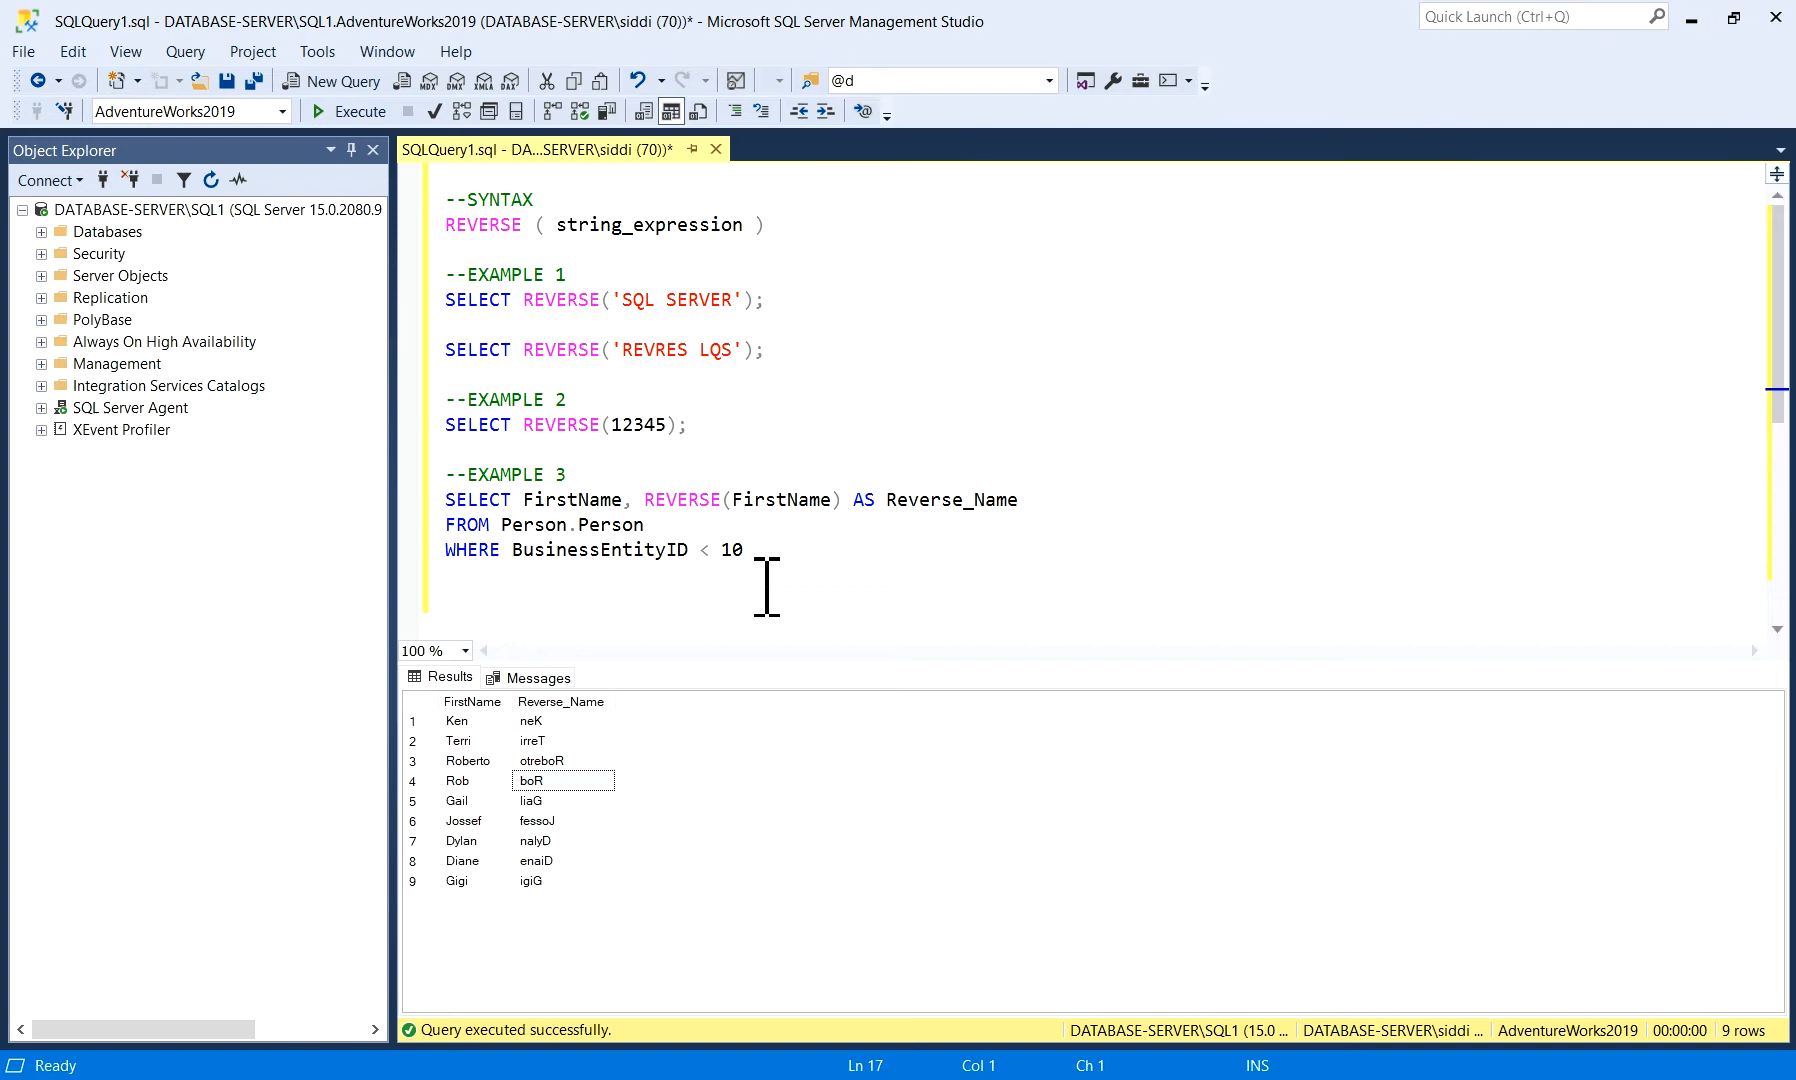 SQLQuery1.sql - DATABASE-SERVER\SQL1.AdventureWorks2019 (DATABASE-SERVER\siddi (70))* - Microsoft SQL Server Management Studio
Quick Launch (Ctrl+Q)
File Edit View Query Project Tools Window Help
New Query MDX DMX XMLA DAX @d
AdventureWorks2019 Execute
Object Explorer
Connect
DATABASE-SERVER\SQL1 (SQL Server 15.0.2080.9
Databases
Security
Server Objects
Replication
PolyBase
Always On High Availability
Management
Integration Services Catalogs
SQL Server Agent
XEvent Profiler
SQLQuery1.sql - DA...SERVER\siddi (70))*
--SYNTAX
REVERSE ( string_expression )
--EXAMPLE 1
SELECT REVERSE('SQL SERVER');
SELECT REVERSE('REVRES LQS');
--EXAMPLE 2
SELECT REVERSE(12345);
--EXAMPLE 3
SELECT FirstName, REVERSE(FirstName) AS Reverse_Name
FROM Person.Person
WHERE BusinessEntityID < 10
100 %
Results Messages
FirstName Reverse_Name
1 Ken neK
2 Terri irreT
3 Roberto otreboR
4 Rob boR
5 Gail liaG
6 Jossef fessoJ
7 Dylan nalyD
8 Diane enaiD
9 Gigi igiG
Query executed successfully. DATABASE-SERVER\SQL1 (15.0 ... DATABASE-SERVER\siddi ... AdventureWorks2019 00:00:00 9 rows
Ready Ln 17 Col 1 Ch 1 INS